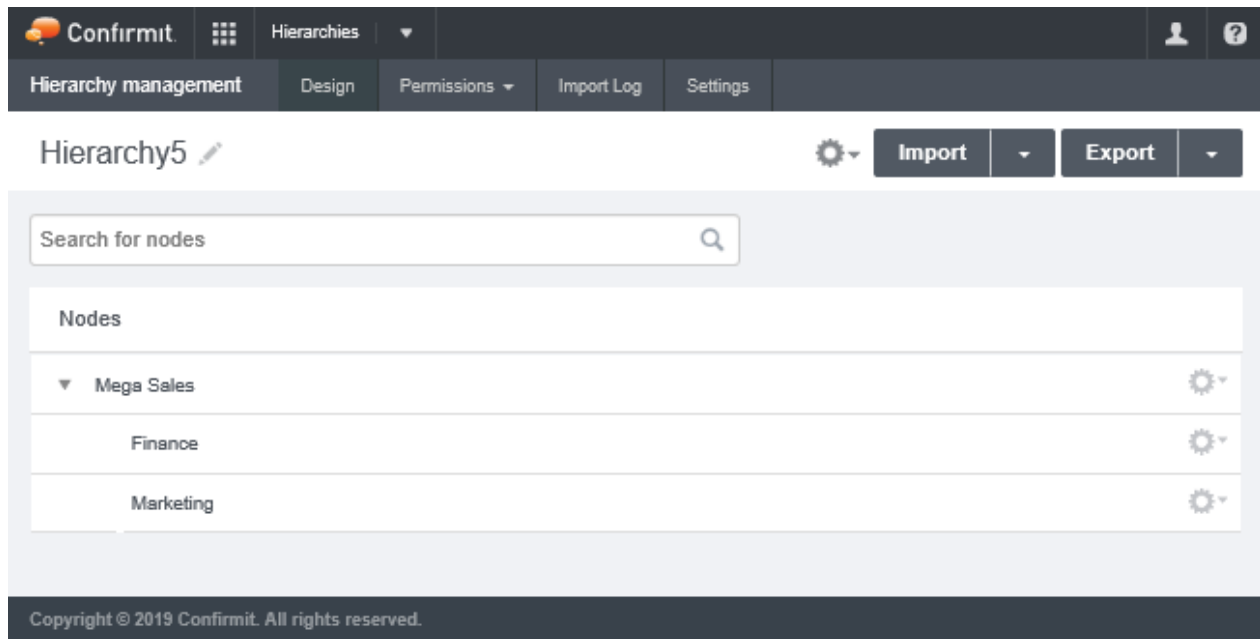 Confirmit. Hierarchies
Hierarchy management Design Permissions Import Log Settings
Hierarchy5 Import Export
Search for nodes
Nodes
Mega Sales
Finance
Marketing
Copyright © 2019 Confirmit. All rights reserved.